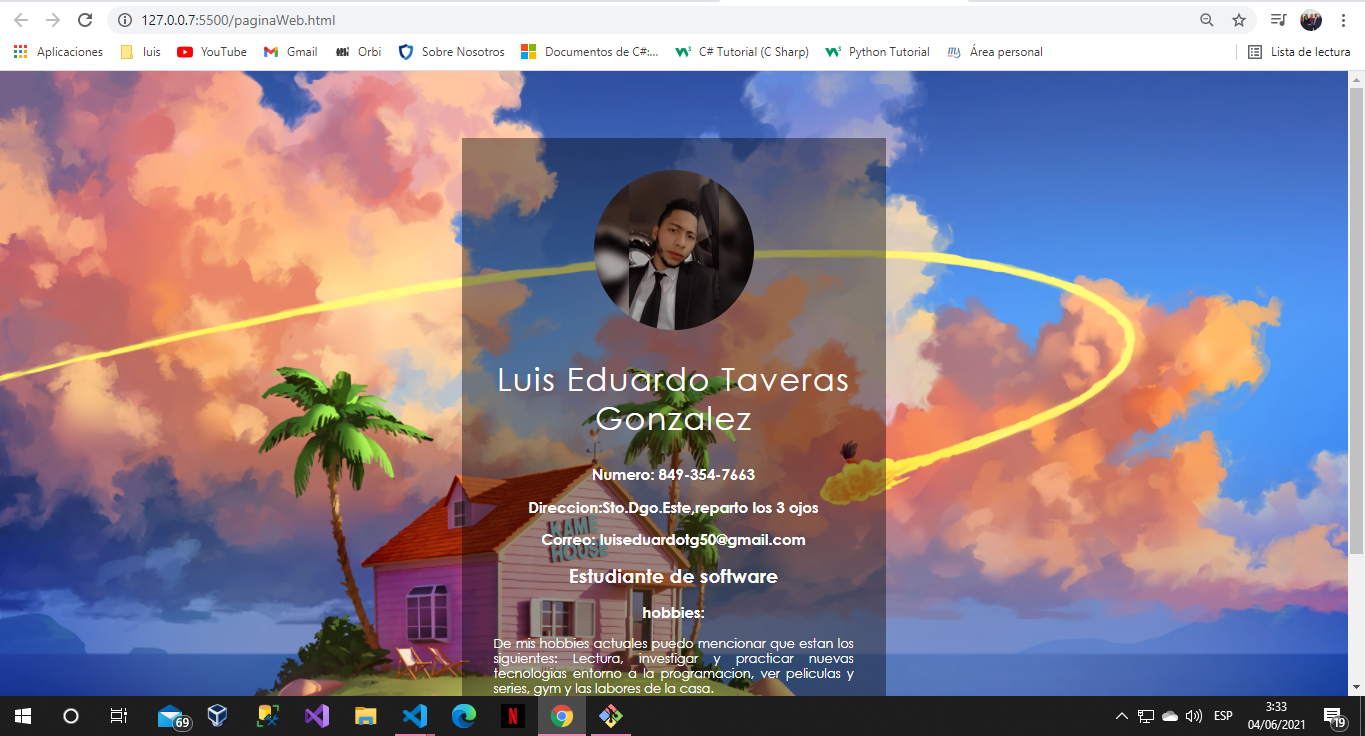 127.0.0.7:5500/paginaWeb.html
Aplicaciones
luis
YouTube
Gmail
Orbi
Sobre Nosotros
Documentos de C#:...
C# Tutorial (C Sharp)
Python Tutorial
Área personal
Lista de lectura
Luis Eduardo Taveras
Gonzalez
Numero: 849-354-7663
Direccion:Sto.Dgo.Este,reparto los 3 ojos
KAME
HOUSE
Correo: luiseduardotg50@gmail.com
Estudiante de software
hobbies:
De mis hobbies actuales puedo mencionar que estan los
siguientes: Lectura, investigar y practicar nuevas
tecnologias entorno a la programacion, ver peliculas y
series, gym y las labores de la casa.
69
ESP
3:33
04/06/2021
19